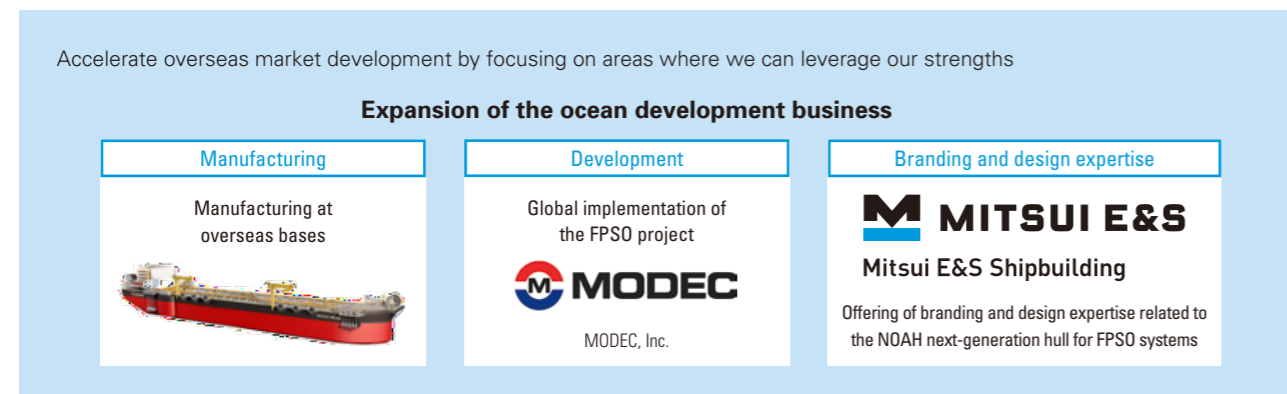 Accelerate overseas market development by focusing on areas where we can leverage our strengths
Expansion of the ocean development business
Manufacturing
Manufacturing at
overseas bases
Development
Global implementation of
the FPSO project
M MODEC
MODEC, Inc.
Branding and design expertise
MITSUI E&S
Mitsui E&S Shipbuilding
Offering of branding and design expertise related to
the NOAH next-generation hull for FPSO systems